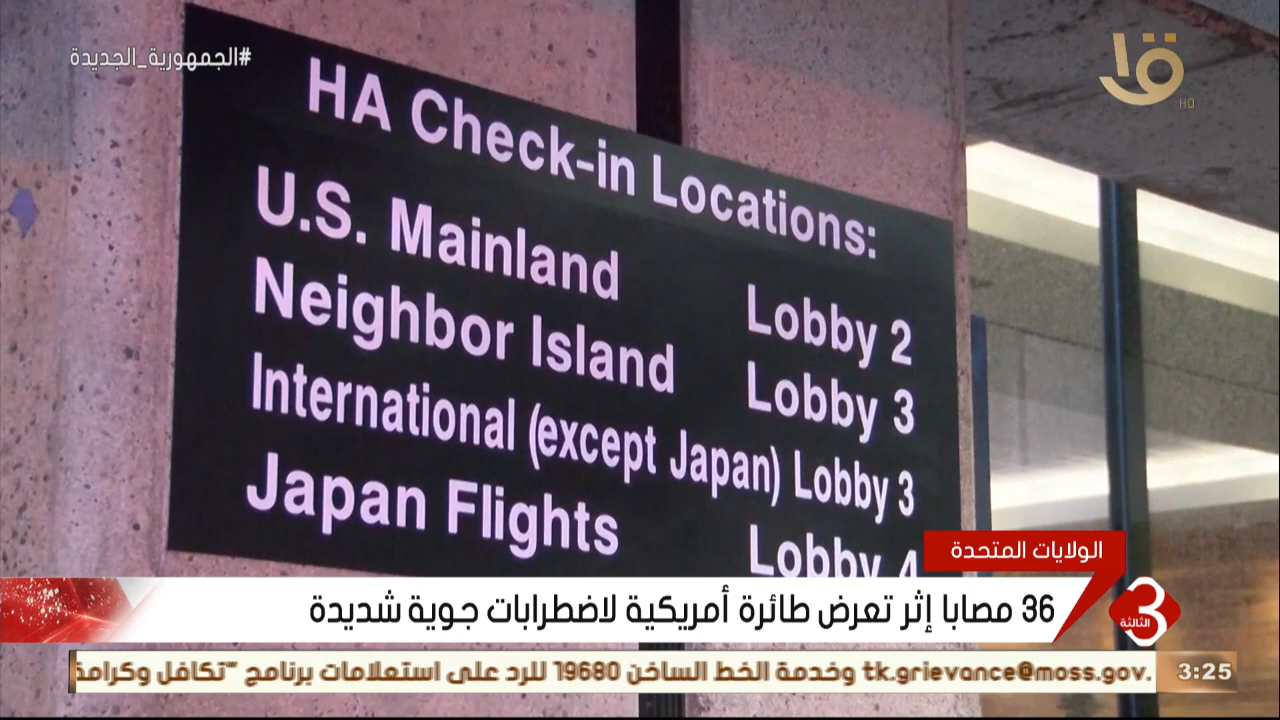 #الجمهورية_الجديدة
HD
HA Check-in Locations:
U.S. Mainland Lobby 2
Neighbor Island Lobby 3
International (except Japan) Lobby 3
Japan Flights Lobby 4
الولايات المتحدة
36 مصابا إثر تعرض طائرة أمريكية لاضطرابات جوية شديدة
3 الثالثة
tk.grievance@moss.gov. وخدمة الخط الساخن 19680 للرد على استعلامات برنامج "تكافل وكرامة
3:25